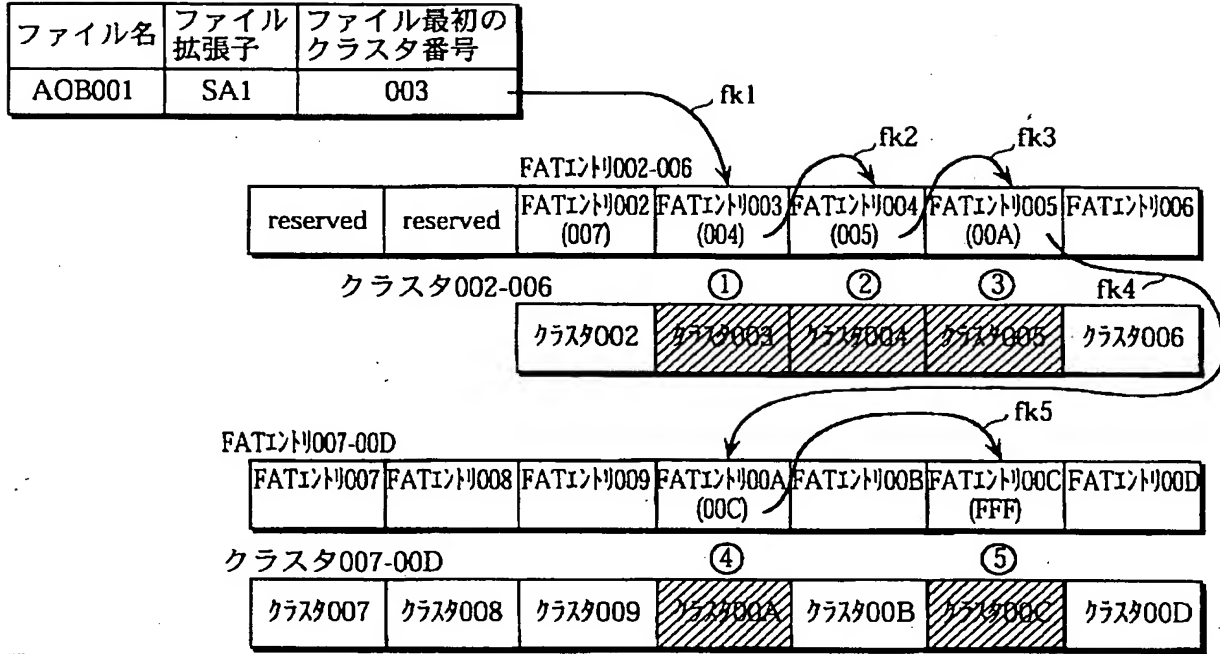 ファイル名 ファイル拡張子 ファイル最初のクラスタ番号
AOB001 SA1 003
fk1
fk2
fk3
FATエントリ002-006
reserved reserved FATエントリ002 (007) FATエントリ003 (004) FATエントリ004 (005) FATエントリ005 (00A) FATエントリ006
クラスタ002-006 ① ② ③
fk4
クラスタ002 クラスタ003 クラスタ004 クラスタ005 クラスタ006
fk5
FATエントリ007-00D
FATエントリ007 FATエントリ008 FATエントリ009 FATエントリ00A (00C) FATエントリ00B FATエントリ00C (FFF) FATエントリ00D
クラスタ007-00D ④ ⑤
クラスタ007 クラスタ008 クラスタ009 クラスタ00A クラスタ00B クラスタ00C クラスタ00D